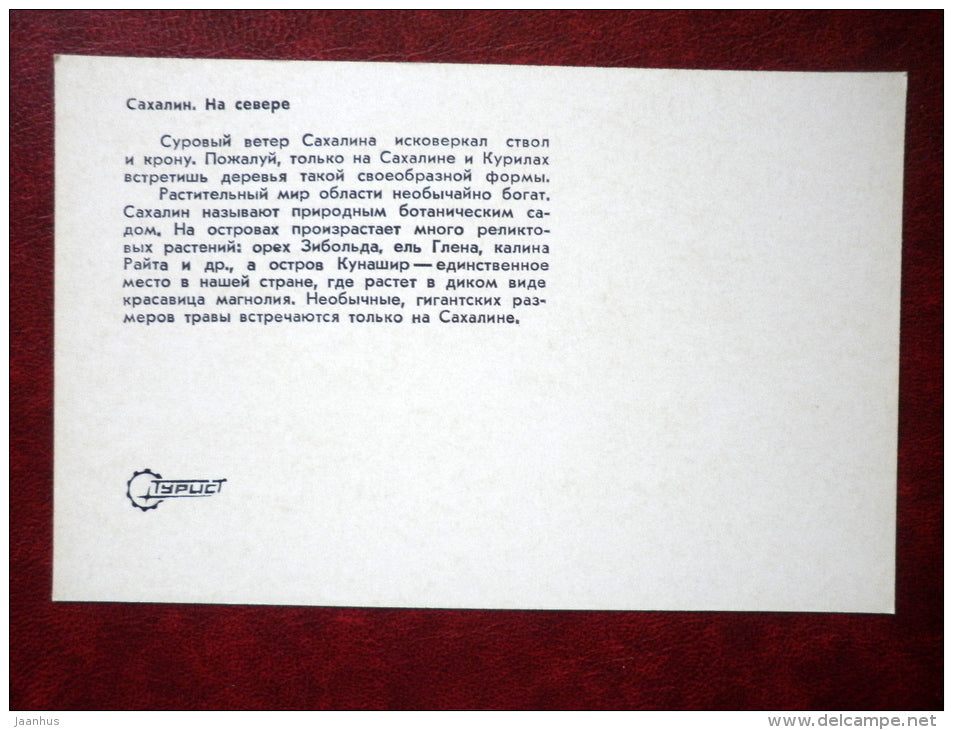 Сахалин. На севере
Суровый ветер Сахалина исковеркал ствол
и крону. Пожалуй, только на Сахалине и Курилах
встретишь деревья такой своеобразной формы.
Растительный мир области необычайно богат.
Сахалин называют природным ботаническим са-
дом. На островах произрастает много реликто-
вых растений: орех Зибольда, ель Глена, калина
Райта и др., а остров Кунашир — единственное
место в нашей стране, где растет в диком виде
красавица магнолия. Необычные, гигантских раз-
меров травы встречаются только на Сахалине.
ТУРИСТ
jaanhus
www.delcampe.net